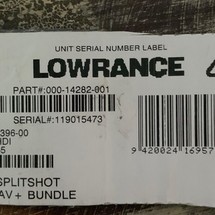 UNIT SERIAL NUMBER LABEL
LOWRANCE
PART#:000-14282-001
SERIAL#:119015473
396-00
HDI
5
9 420024 16957
SPLITSHOT
AV+ BUNDLE